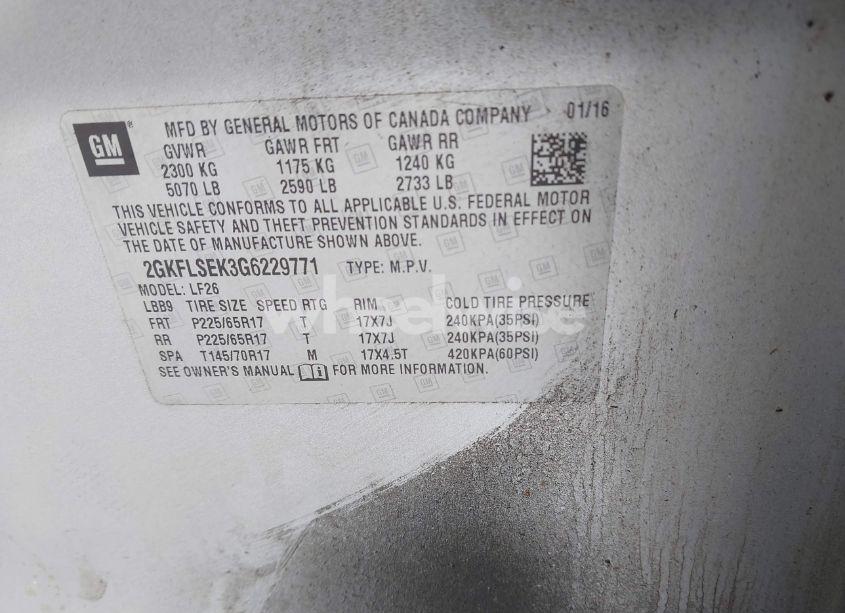 GM
MFD BY GENERAL MOTORS OF CANADA COMPANY 01/16
GVWR GAWR FRT GAWR RR
2300 KG 1175 KG 1240 KG
5070 LB 2590 LB 2733 LB
THIS VEHICLE CONFORMS TO ALL APPLICABLE U.S. FEDERAL MOTOR
VEHICLE SAFETY AND THEFT PREVENTION STANDARDS IN EFFECT ON
THE DATE OF MANUFACTURE SHOWN ABOVE.
2GKFLSEK3G6229771 TYPE: M.P.V.
MODEL: LF26
LBB9 TIRE SIZE SPEED RTG RIM COLD TIRE PRESSURE
FRT P225/65R17 T 17X7J 240KPA(35PSI)
RR P225/65R17 T 17X7J 240KPA(35PSI)
SPA T145/70R17 M 17X4.5T 420KPA(60PSI)
SEE OWNER'S MANUAL FOR MORE INFORMATION.